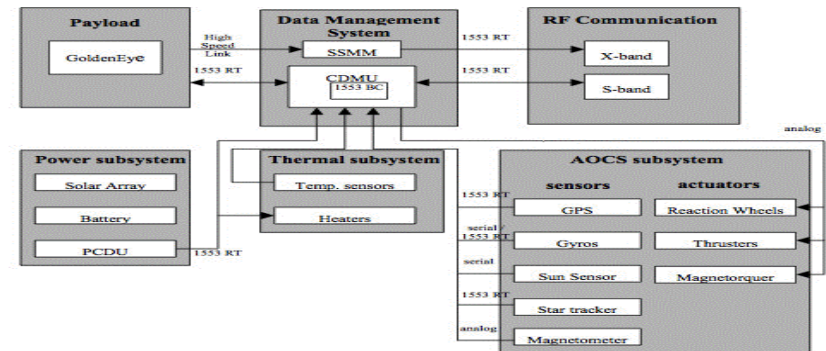 Payload
GoldenEye
High
Speed
Link
1553 RT
Data Management
System
SSMM
CDMU
1553 BC
1553 RT
1553 RT
RF Communication
X-band
S-band
analog
Power subsystem
Solar Array
Battery
PCDU
1553 RT
Thermal subsystem
Temp. sensors
Heaters
AOCS subsystem
sensors
actuators
1553 RT
GPS
Reaction Wheels
serial /
1553 RT
Gyros
Thrusters
serial
Sun Sensor
Magnetorquer
1553 RT
Star tracker
analog
Magnetometer